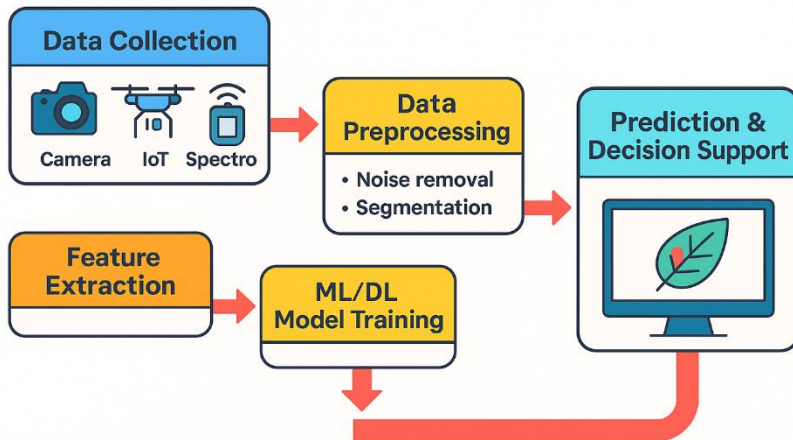 Data Collection
Camera IoT Spectro
Data
Preprocessing
• Noise removal
• Segmentation
Prediction &
Decision Support
Feature
Extraction
ML/DL
Model Training